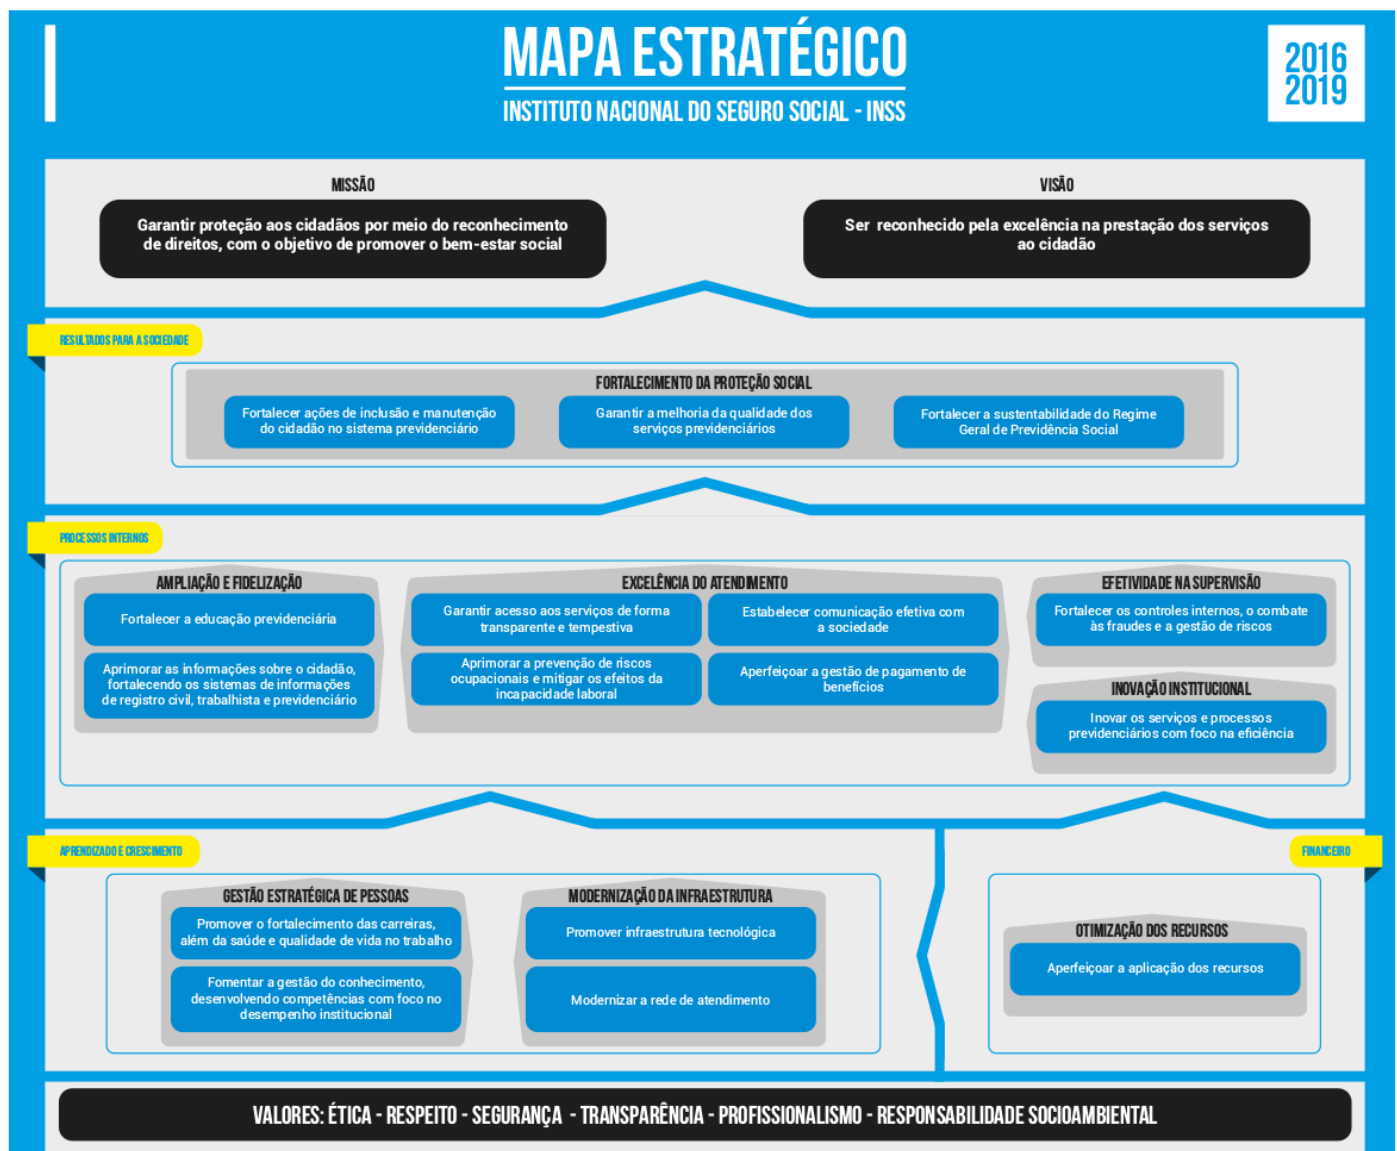 MAPA ESTRATÉGICO
INSTITUTO NACIONAL DO SEGURO SOCIAL - INSS
2016
2019
MISSÃO
Garantir proteção aos cidadãos por meio do reconhecimento
de direitos, com o objetivo de promover o bem-estar social
VISÃO
Ser reconhecido pela excelência na prestação dos serviços
ao cidadão
RESULTADOS PARA A SOCIEDADE
FORTALECIMENTO DA PROTEÇÃO SOCIAL
Fortalecer ações de inclusão e manutenção
do cidadão no sistema previdenciário
Garantir a melhoria da qualidade dos
serviços previdenciários
Fortalecer a sustentabilidade do Regime
Geral de Previdência Social
PROCESSOS INTERNOS
AMPLIAÇÃO E FIDELIZAÇÃO
Fortalecer a educação previdenciária
Aprimorar as informações sobre o cidadão,
fortalecendo os sistemas de informações
de registro civil, trabalhista e previdenciário
EXCELÊNCIA DO ATENDIMENTO
Garantir acesso aos serviços de forma
transparente e tempestiva
Estabelecer comunicação efetiva com
a sociedade
Aprimorar a prevenção de riscos
ocupacionais e mitigar os efeitos da
incapacidade laboral
Aperfeiçoar a gestão de pagamento de
benefícios
EFETIVIDADE NA SUPERVISÃO
Fortalecer os controles internos, o combate
às fraudes e a gestão de riscos
INOVAÇÃO INSTITUCIONAL
Inovar os serviços e processos
previdenciários com foco na eficiência
APRENDIZADO E CRESCIMENTO
GESTÃO ESTRATÉGICA DE PESSOAS
Promover o fortalecimento das carreiras,
além da saúde e qualidade de vida no trabalho
Fomentar a gestão do conhecimento,
desenvolvendo competências com foco no
desempenho institucional
MODERNIZAÇÃO DA INFRAESTRUTURA
Promover infraestrutura tecnológica
Modernizar a rede de atendimento
FINANCEIRO
OTIMIZAÇÃO DOS RECURSOS
Aperfeiçoar a aplicação dos recursos
VALORES: ÉTICA - RESPEITO - SEGURANÇA - TRANSPARÊNCIA - PROFISSIONALISMO - RESPONSABILIDADE SOCIOAMBIENTAL